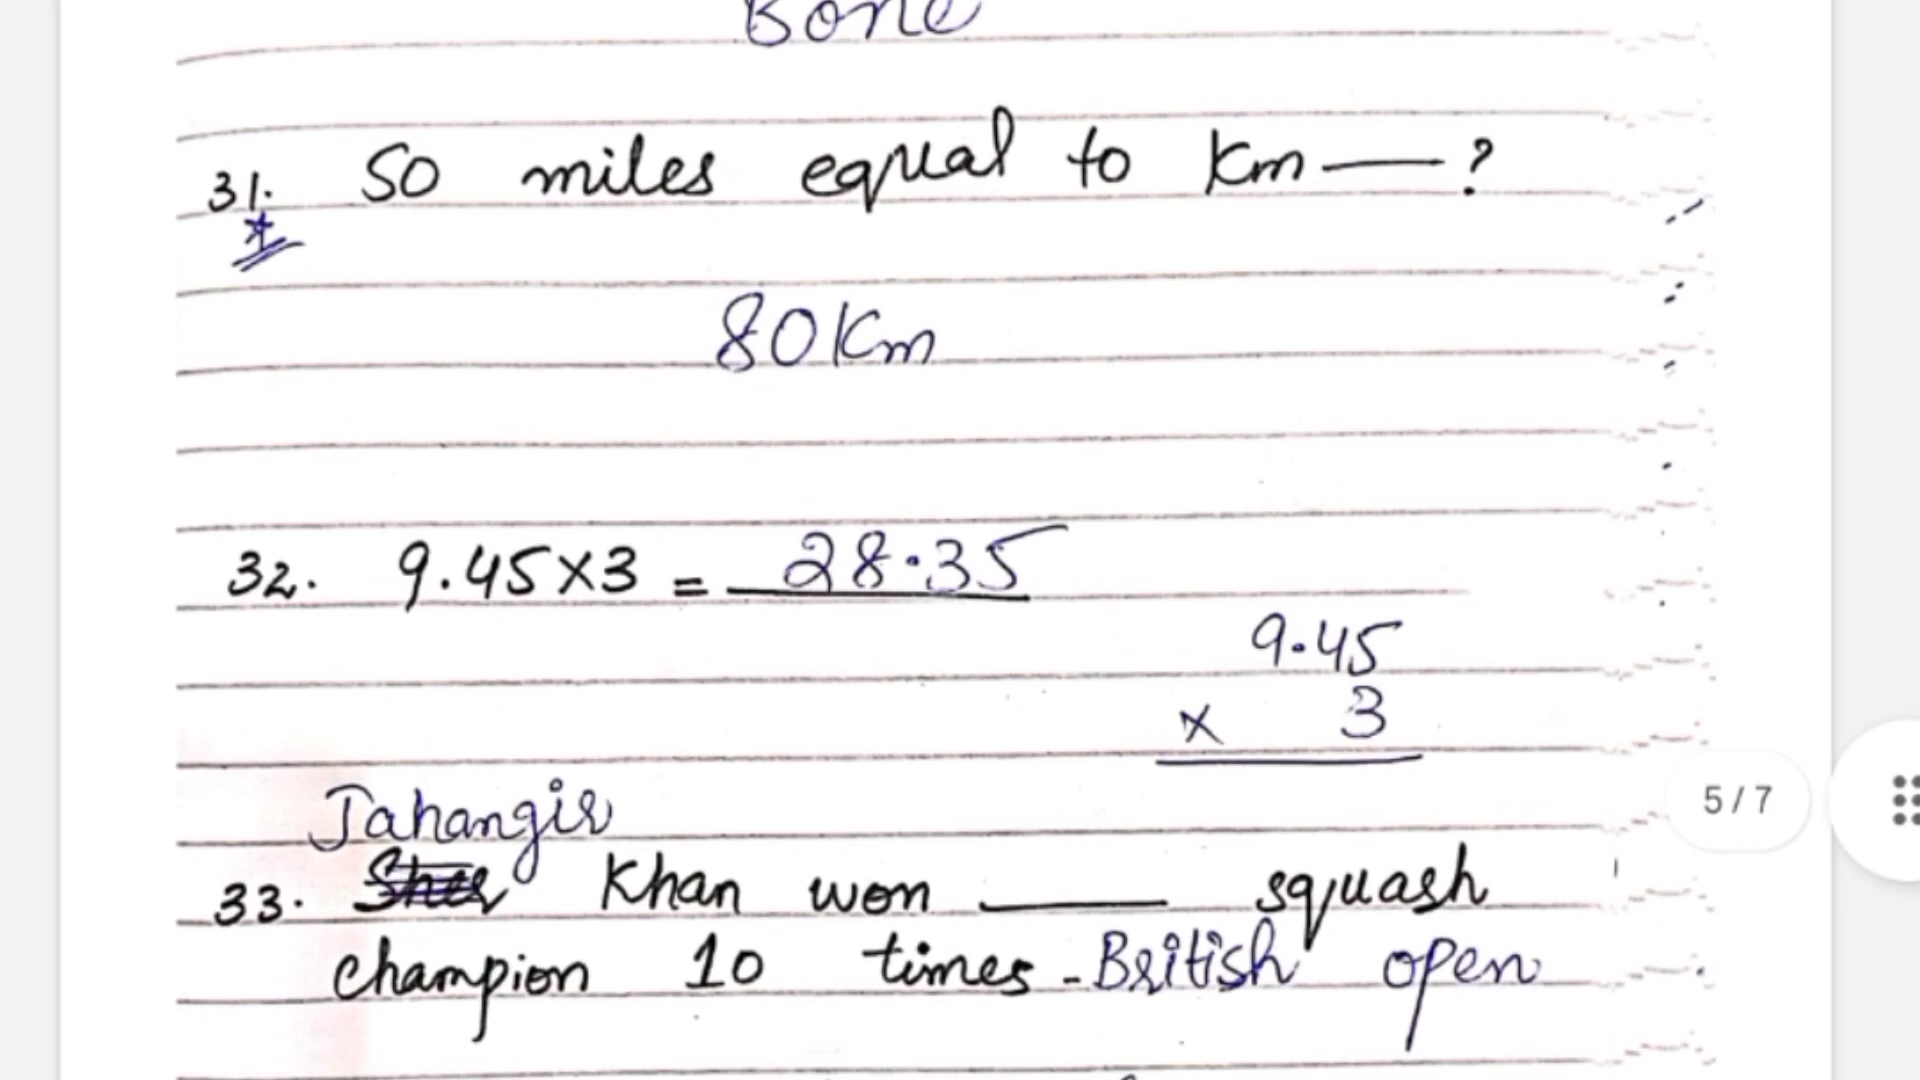 Bone
31. 50 miles equal to Km — ?
80 Km
32. 9.45 x 3 = 28.35
9.45
x 3
5 / 7
Jahangir
33. Sher Khan won ____ squash
champion 10 times - British open